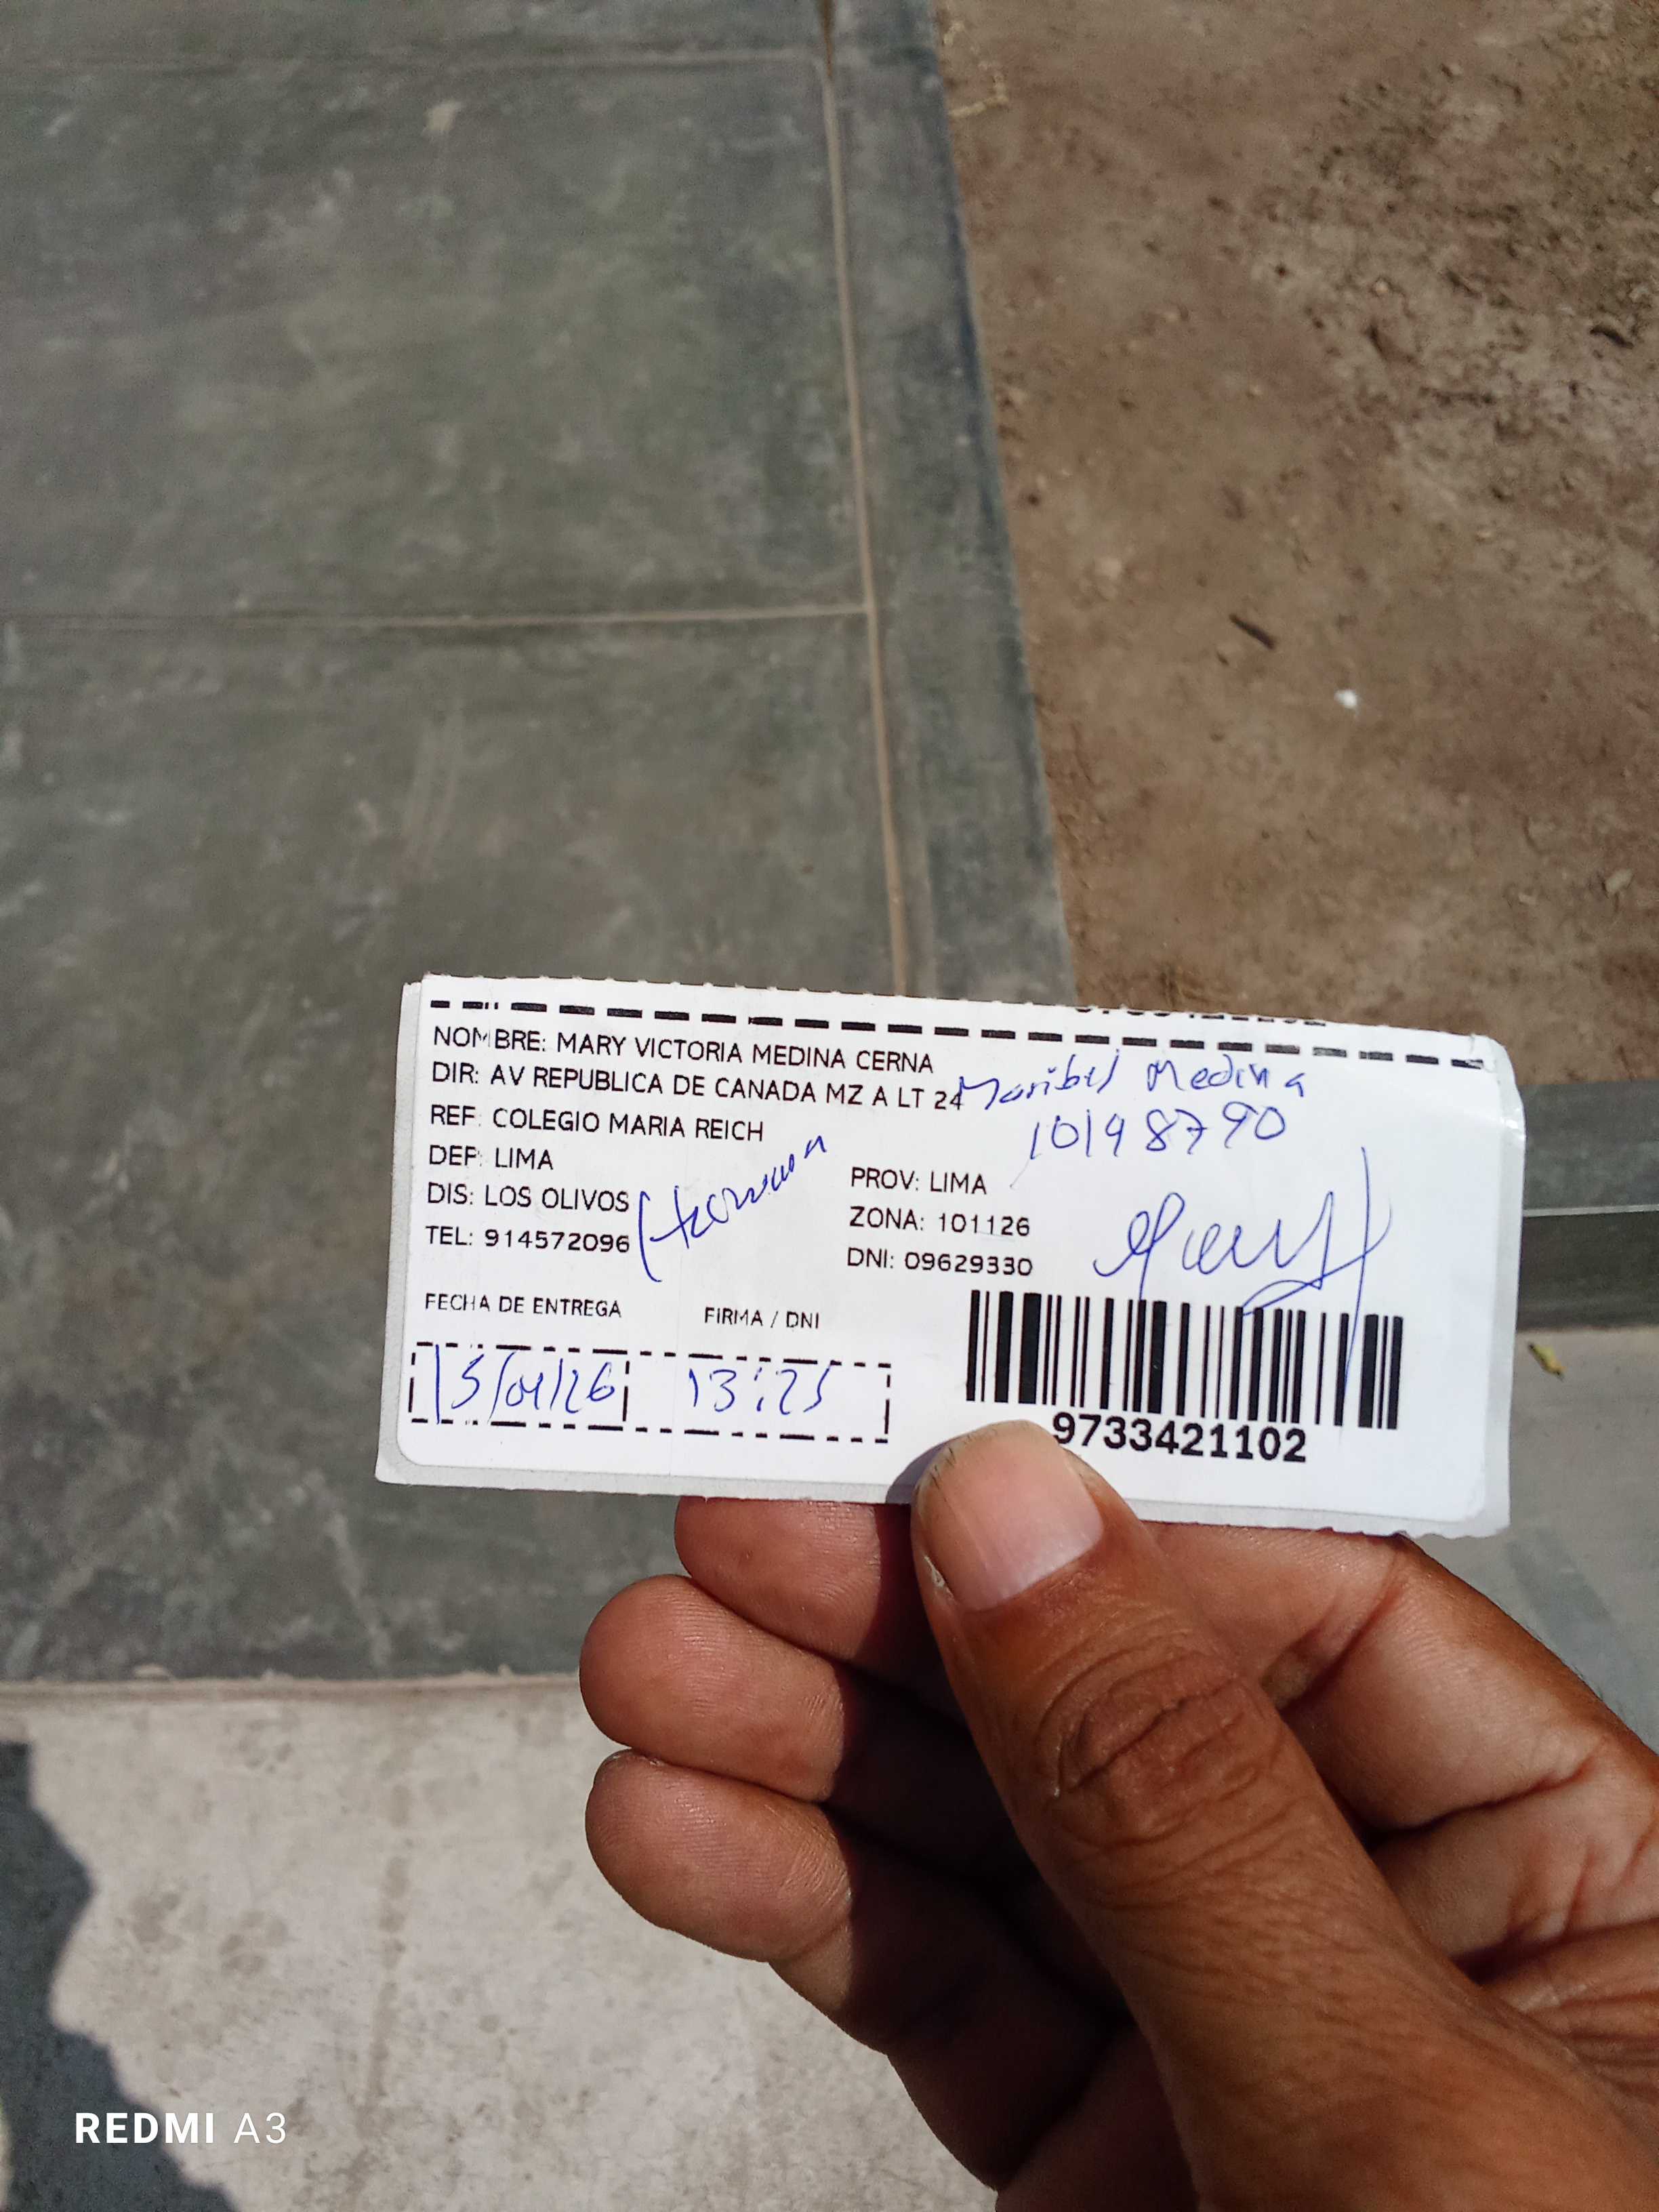 NOMBRE: MARY VICTORIA MEDINA CERNA
DIR: AV REPUBLICA DE CANADA MZ A LT 24
Maribel Medina
REF: COLEGIO MARIA REICH
10198790
DEP: LIMA
PROV: LIMA
DIS: LOS OLIVOS
ZONA: 101126
TEL: 914572096
(Hermana
DNI: 09629330
FECHA DE ENTREGA
FIRMA / DNI
15/01/26
13:25
9733421102
REDMI A3